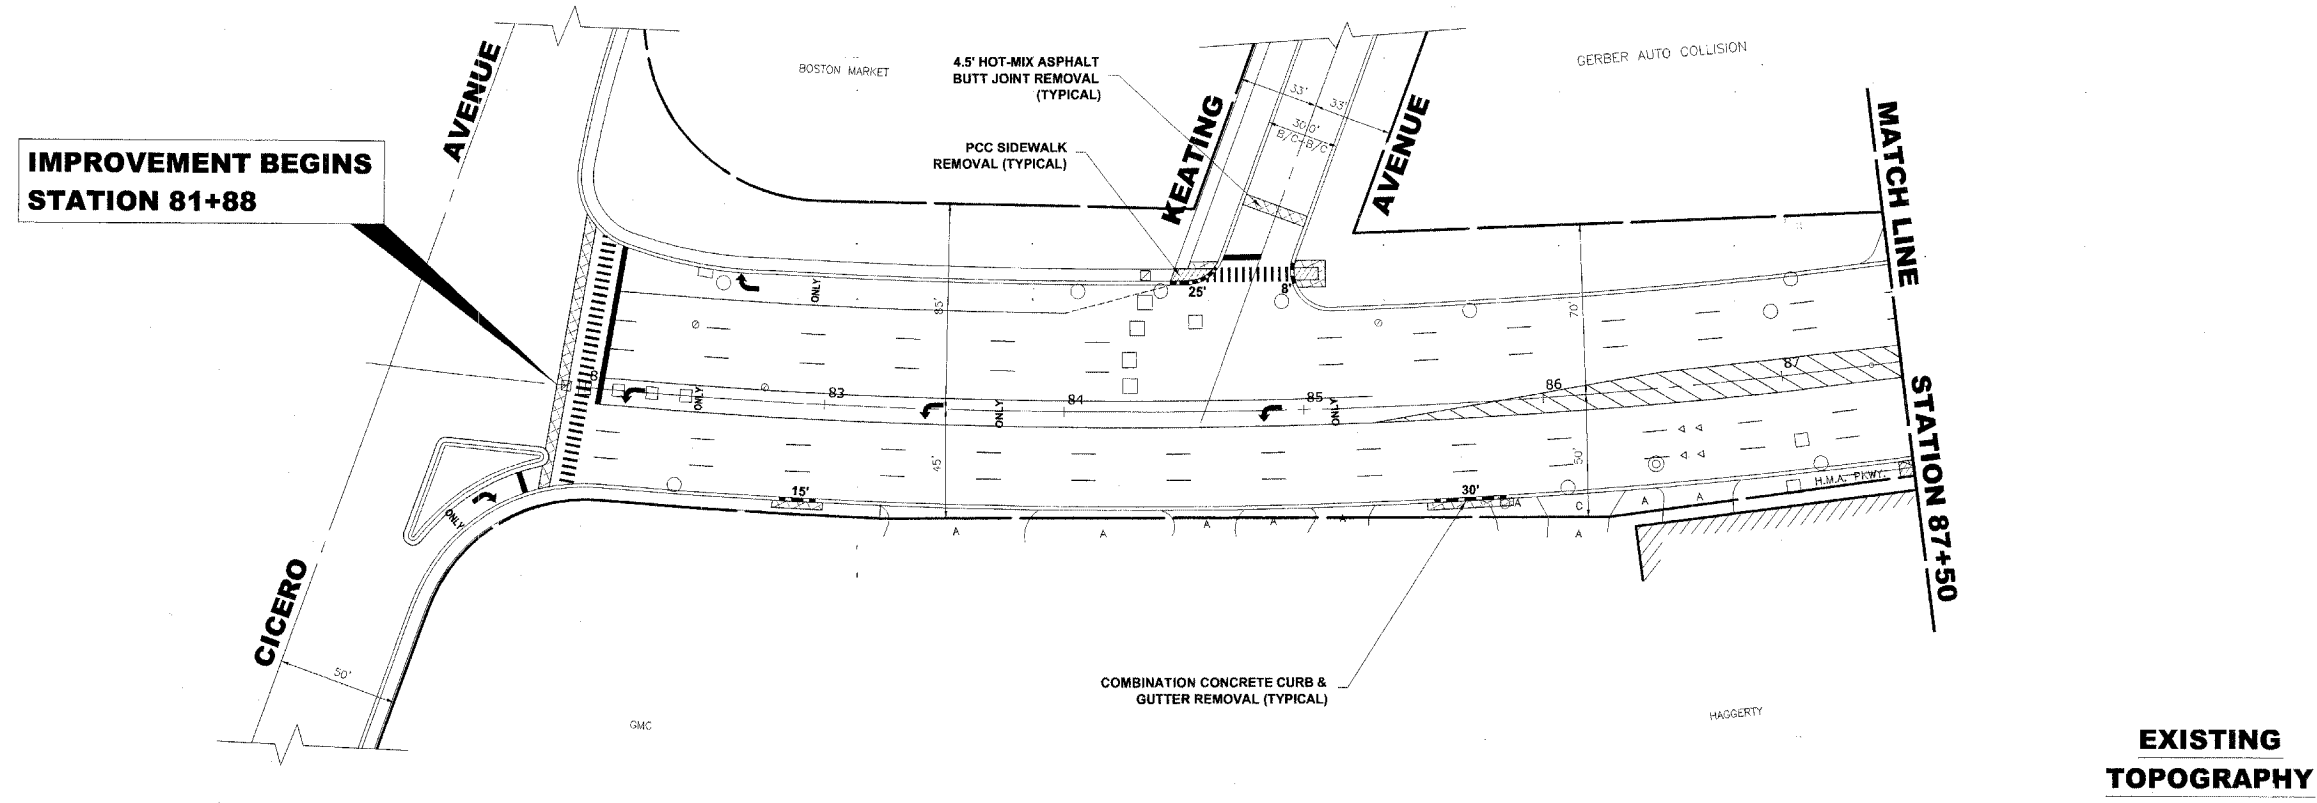 BOSTON MARKET
4.5' HOT-MIX ASPHALT
BUTT JOINT REMOVAL
(TYPICAL)
GERBER AUTO COLLISION
AVENUE
33'
33'
30.0'
B/C-B/C
KEATING
AVENUE
PCC SIDEWALK
REMOVAL (TYPICAL)
IMPROVEMENT BEGINS
STATION 81+88
MATCH LINE
STATION 87+50
ONLY
25'
8'
85'
70'
87
86
85
84
83
8
ONLY
ONLY
ONLY
45'
50'
15'
30'
H.M.A. PKWY.
ONLY
A
A
A
A
A
A
C
A
A
A
CICERO
50'
COMBINATION CONCRETE CURB &
GUTTER REMOVAL (TYPICAL)
GMC
HAGGERTY
EXISTING
TOPOGRAPHY